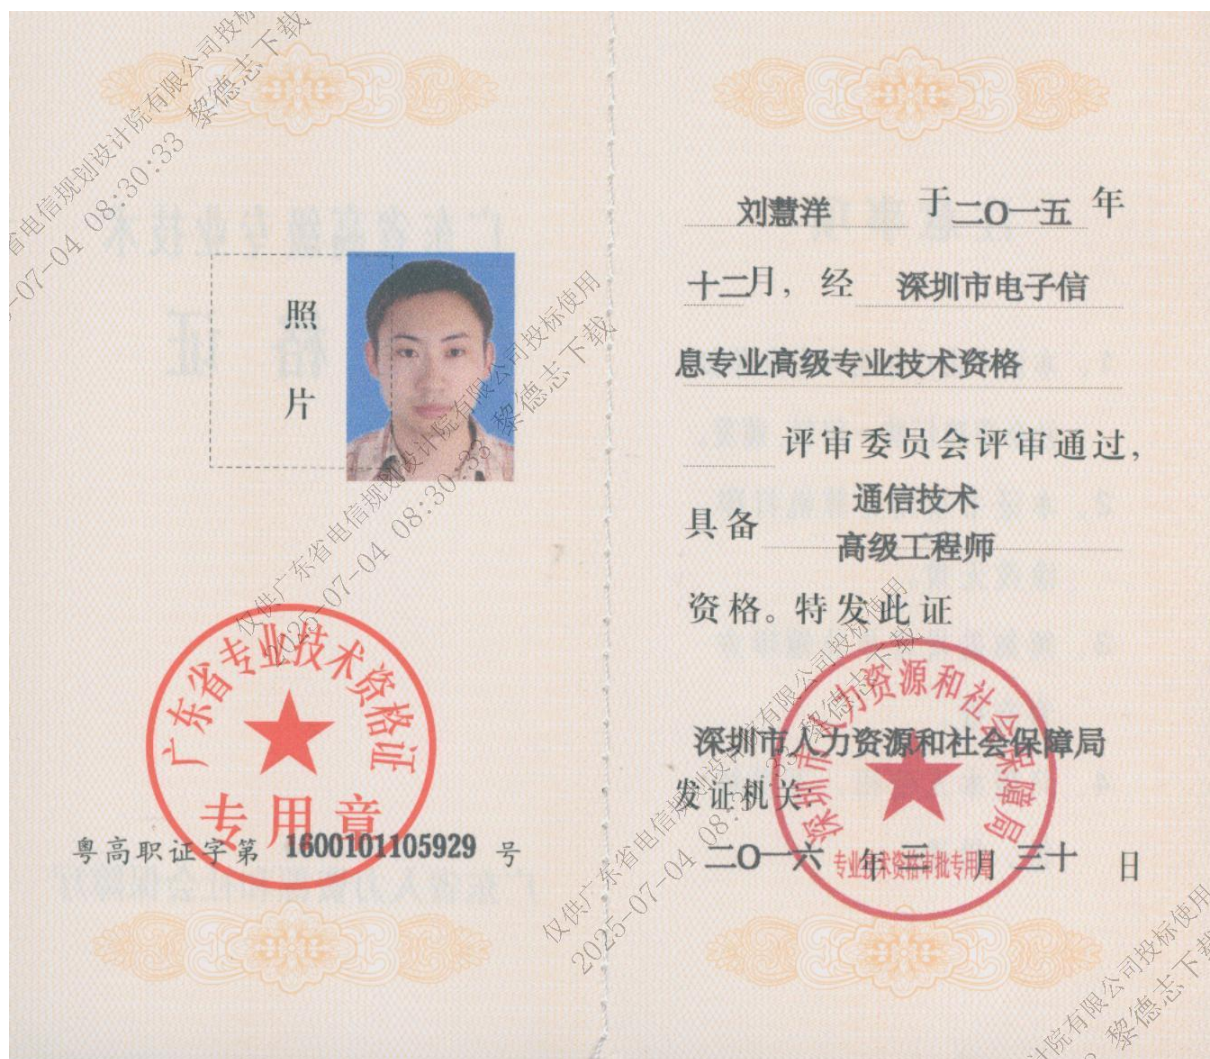 照
片
广东省专业技术资格证
专用章
粤高职证字第 1600101105929 号
刘慧洋 于二O一五 年
十二月，经 深圳市电子信
息专业高级专业技术资格
评审委员会评审通过，
具备 通信技术
高级工程师
资格。特发此证
深圳市人力资源和社会保障局
深圳市人力资源和社会保障局
发证机关：
二O一六 年 三 月 三十 日
专业技术资格审批专用章
仅供广东省电信规划设计院有限公司投标使用
2025-07-04 08:30:33 黎德志下载